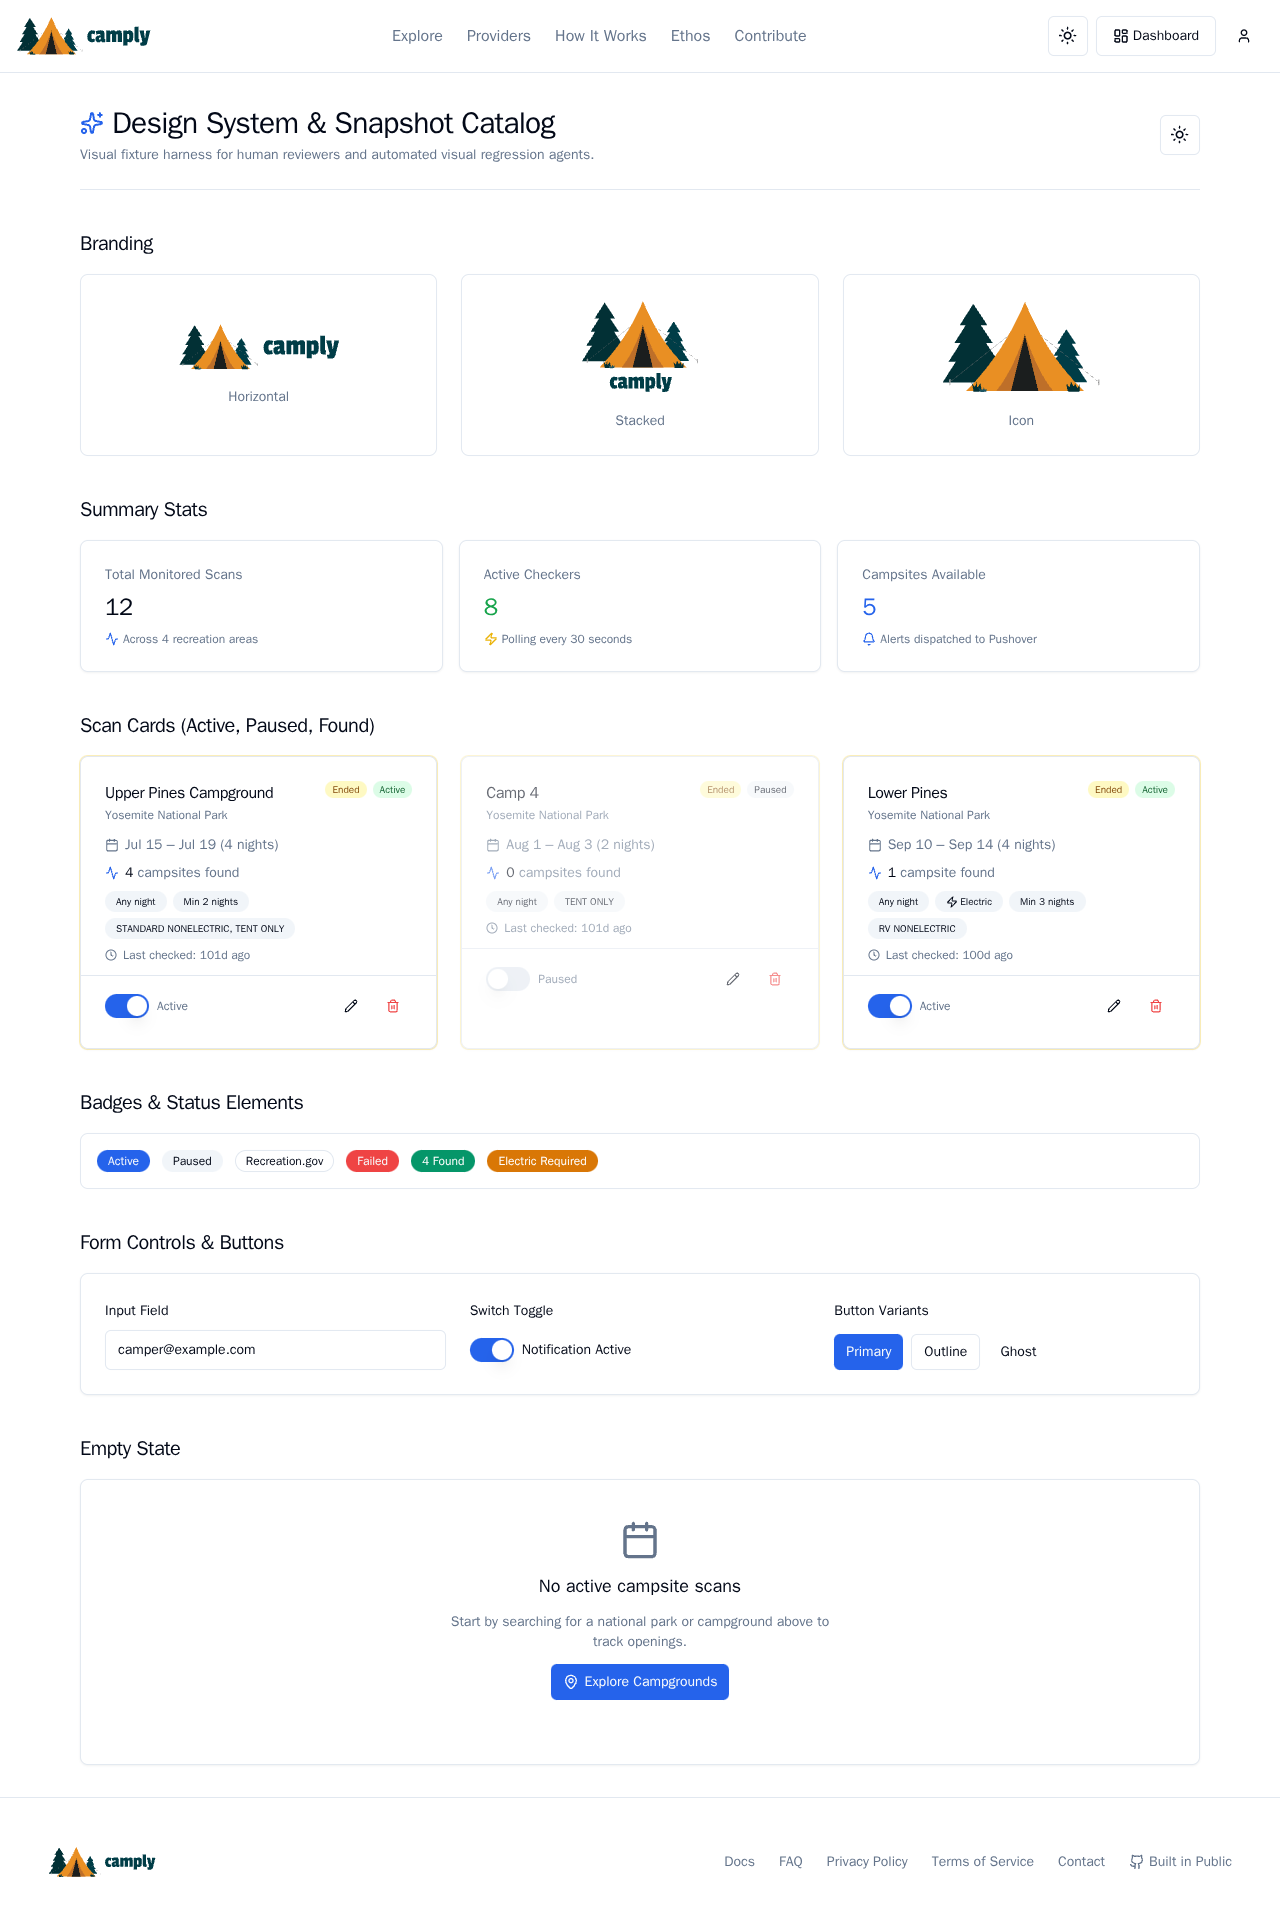 camply
Explore
Providers
How It Works
Ethos
Contribute
Dashboard
Design System & Snapshot Catalog
Visual fixture harness for human reviewers and automated visual regression agents.
Branding
camply
Horizontal
camply
Stacked
Icon
Summary Stats
Total Monitored Scans
12
Across 4 recreation areas
Active Checkers
8
Polling every 30 seconds
Campsites Available
5
Alerts dispatched to Pushover
Scan Cards (Active, Paused, Found)
Upper Pines Campground
Ended
Active
Yosemite National Park
Jul 15 – Jul 19 (4 nights)
4 campsites found
Any night
Min 2 nights
STANDARD NONELECTRIC, TENT ONLY
Last checked: 101d ago
Active
Camp 4
Ended
Paused
Yosemite National Park
Aug 1 – Aug 3 (2 nights)
0 campsites found
Any night
TENT ONLY
Last checked: 101d ago
Paused
Lower Pines
Ended
Active
Yosemite National Park
Sep 10 – Sep 14 (4 nights)
1 campsite found
Any night
Electric
Min 3 nights
RV NONELECTRIC
Last checked: 100d ago
Active
Badges & Status Elements
Active
Paused
Recreation.gov
Failed
4 Found
Electric Required
Form Controls & Buttons
Input Field
camper@example.com
Switch Toggle
Notification Active
Button Variants
Primary
Outline
Ghost
Empty State
No active campsite scans
Start by searching for a national park or campground above to
track openings.
Explore Campgrounds
camply
Docs
FAQ
Privacy Policy
Terms of Service
Contact
Built in Public